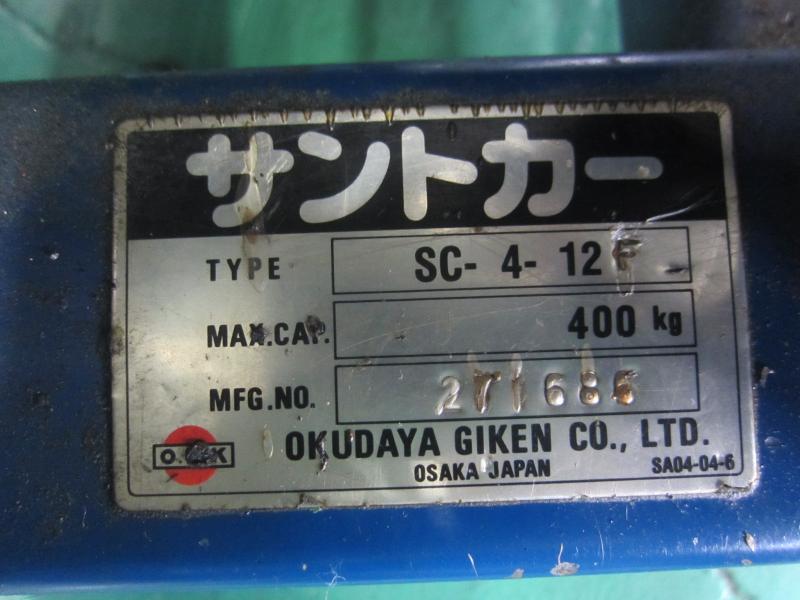 サントカー
TYPE SC- 4- 12 F
MAX.CAP. 400 kg
MFG.NO.
OKUDAYA GIKEN CO., LTD.
OSAKA JAPAN SA04-04-6